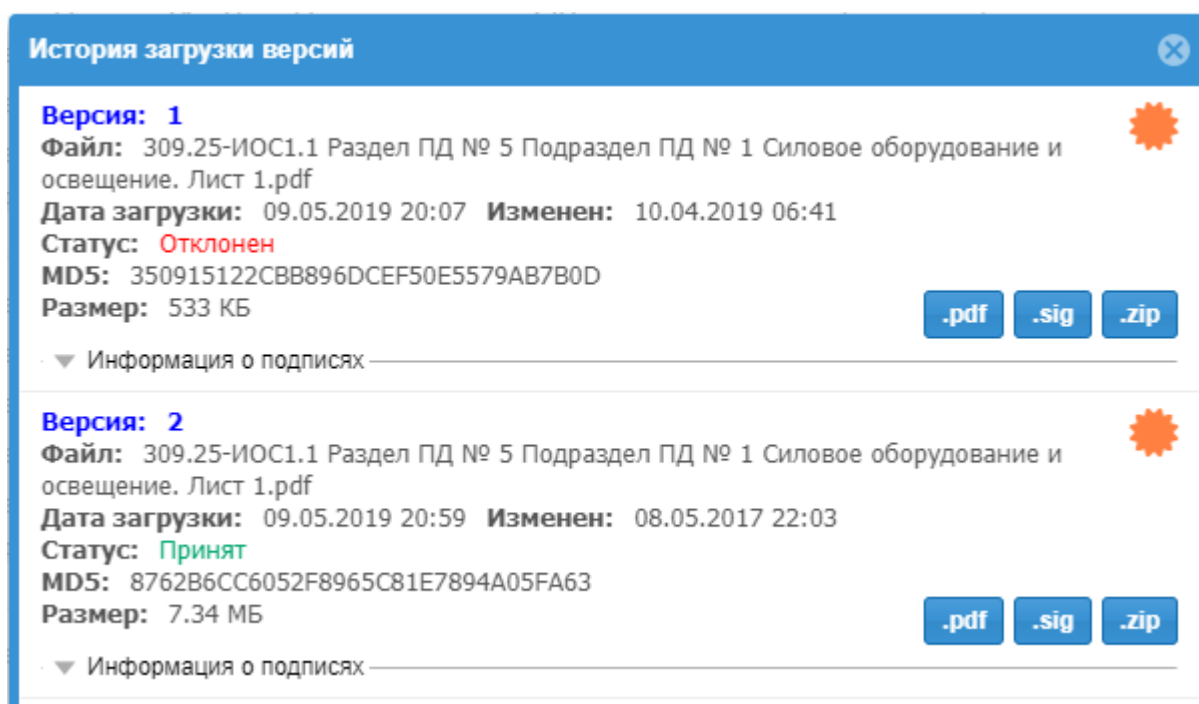 История загрузки версий
Версия: 1
Файл: 309.25-ИОС1.1 Раздел ПД № 5 Подраздел ПД № 1 Силовое оборудование и
освещение. Лист 1.pdf
Дата загрузки: 09.05.2019 20:07 Изменен: 10.04.2019 06:41
Статус: Отклонен
MD5: 350915122CBB896DCEF50E5579AB7B0D
Размер: 533 КБ
.pdf .sig .zip
Информация о подписях
Версия: 2
Файл: 309.25-ИОС1.1 Раздел ПД № 5 Подраздел ПД № 1 Силовое оборудование и
освещение. Лист 1.pdf
Дата загрузки: 09.05.2019 20:59 Изменен: 08.05.2017 22:03
Статус: Принят
MD5: 8762B6CC6052F8965C81E7894A05FA63
Размер: 7.34 МБ
.pdf .sig .zip
Информация о подписях